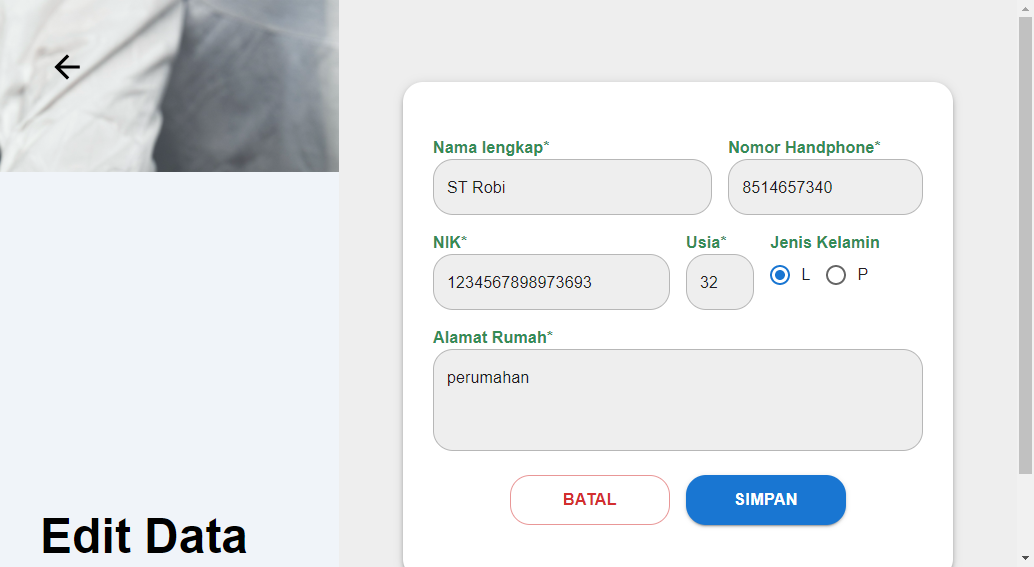 Nama lengkap*
Nomor Handphone*
ST Robi
8514657340
NIK*
Usia*
Jenis Kelamin
1234567898973693
32
L
P
Alamat Rumah*
perumahan
BATAL
SIMPAN
Edit Data